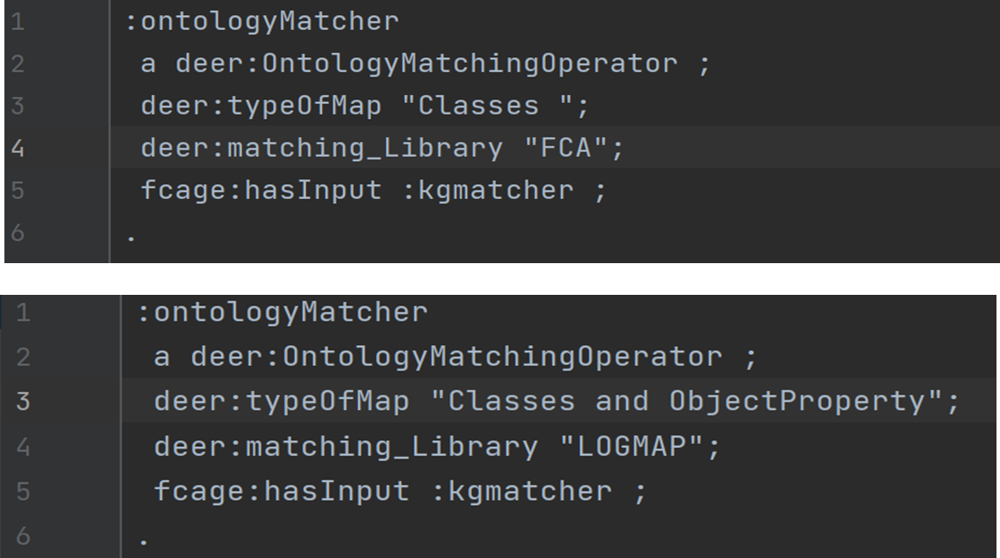 1 :ontologyMatcher
2 a deer:OntologyMatchingOperator ;
3 deer:typeOfMap "Classes ";
4 deer:matching_Library "FCA";
5 fcage:hasInput :kgmatcher ;
6 .
1 :ontologyMatcher
2 a deer:OntologyMatchingOperator ;
3 deer:typeOfMap "Classes and ObjectProperty";
4 deer:matching_Library "LOGMAP";
5 fcage:hasInput :kgmatcher ;
6 .